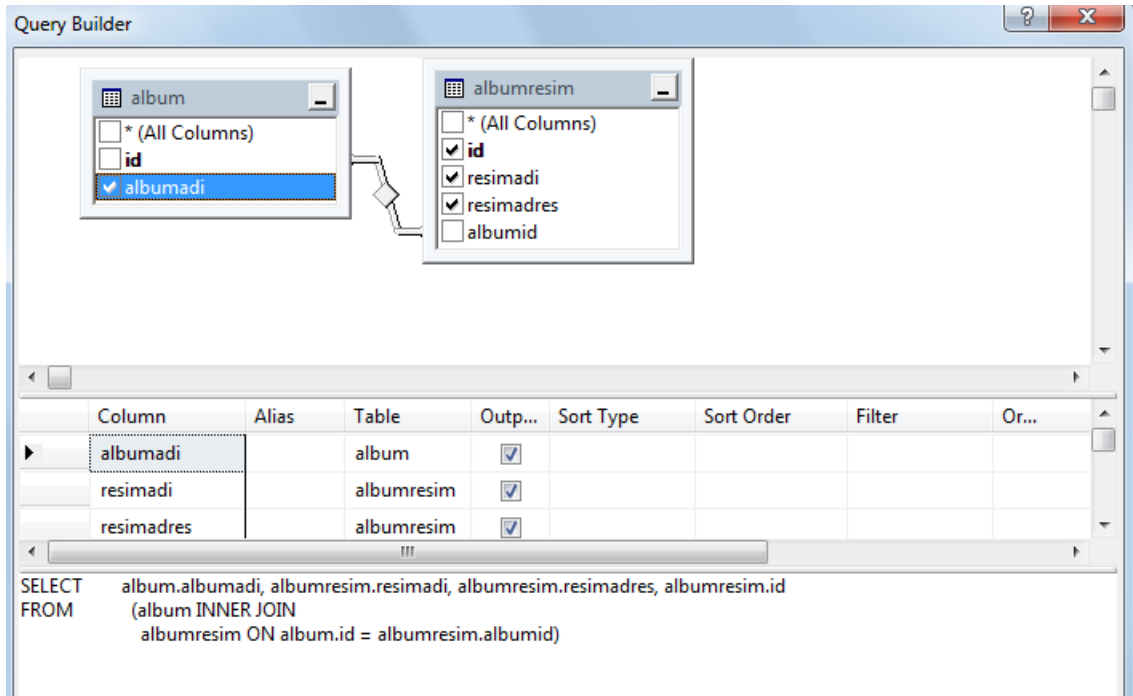 Query Builder
album
* (All Columns)
id
albumadi
albumresim
* (All Columns)
id
resimadi
resimadres
albumid
Column Alias Table Outp... Sort Type Sort Order Filter Or...
albumadi album
resimadi albumresim
resimadres albumresim
SELECT album.albumadi, albumresim.resimadi, albumresim.resimadres, albumresim.id
FROM (album INNER JOIN
albumresim ON album.id = albumresim.albumid)